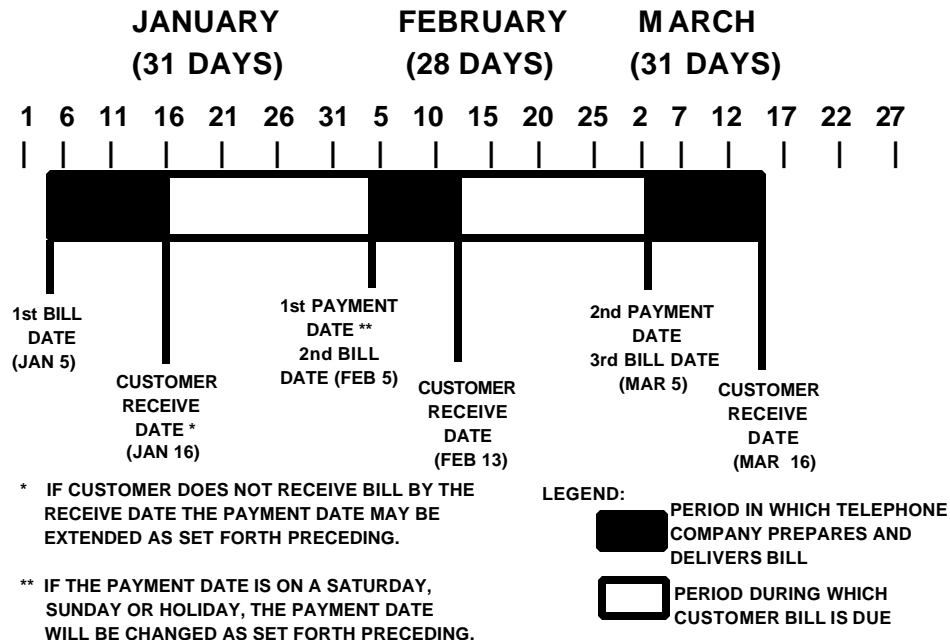 JANUARY FEBRUARY MARCH
(31 DAYS) (28 DAYS) (31 DAYS)
1 6 11 16 21 26 31 5 10 15 20 25 2 7 12 17 22 27
1st BILL
DATE
(JAN 5)
CUSTOMER
RECEIVE
DATE *
(JAN 16)
1st PAYMENT
DATE **
2nd BILL
DATE (FEB 5)
CUSTOMER
RECEIVE
DATE
(FEB 13)
2nd PAYMENT
DATE
3rd BILL DATE
(MAR 5)
CUSTOMER
RECEIVE
DATE
(MAR 16)
* IF CUSTOMER DOES NOT RECEIVE BILL BY THE
RECEIVE DATE THE PAYMENT DATE MAY BE
EXTENDED AS SET FORTH PRECEDING.
** IF THE PAYMENT DATE IS ON A SATURDAY,
SUNDAY OR HOLIDAY, THE PAYMENT DATE
WILL BE CHANGED AS SET FORTH PRECEDING.
LEGEND:
PERIOD IN WHICH TELEPHONE
COMPANY PREPARES AND
DELIVERS BILL
PERIOD DURING WHICH
CUSTOMER BILL IS DUE